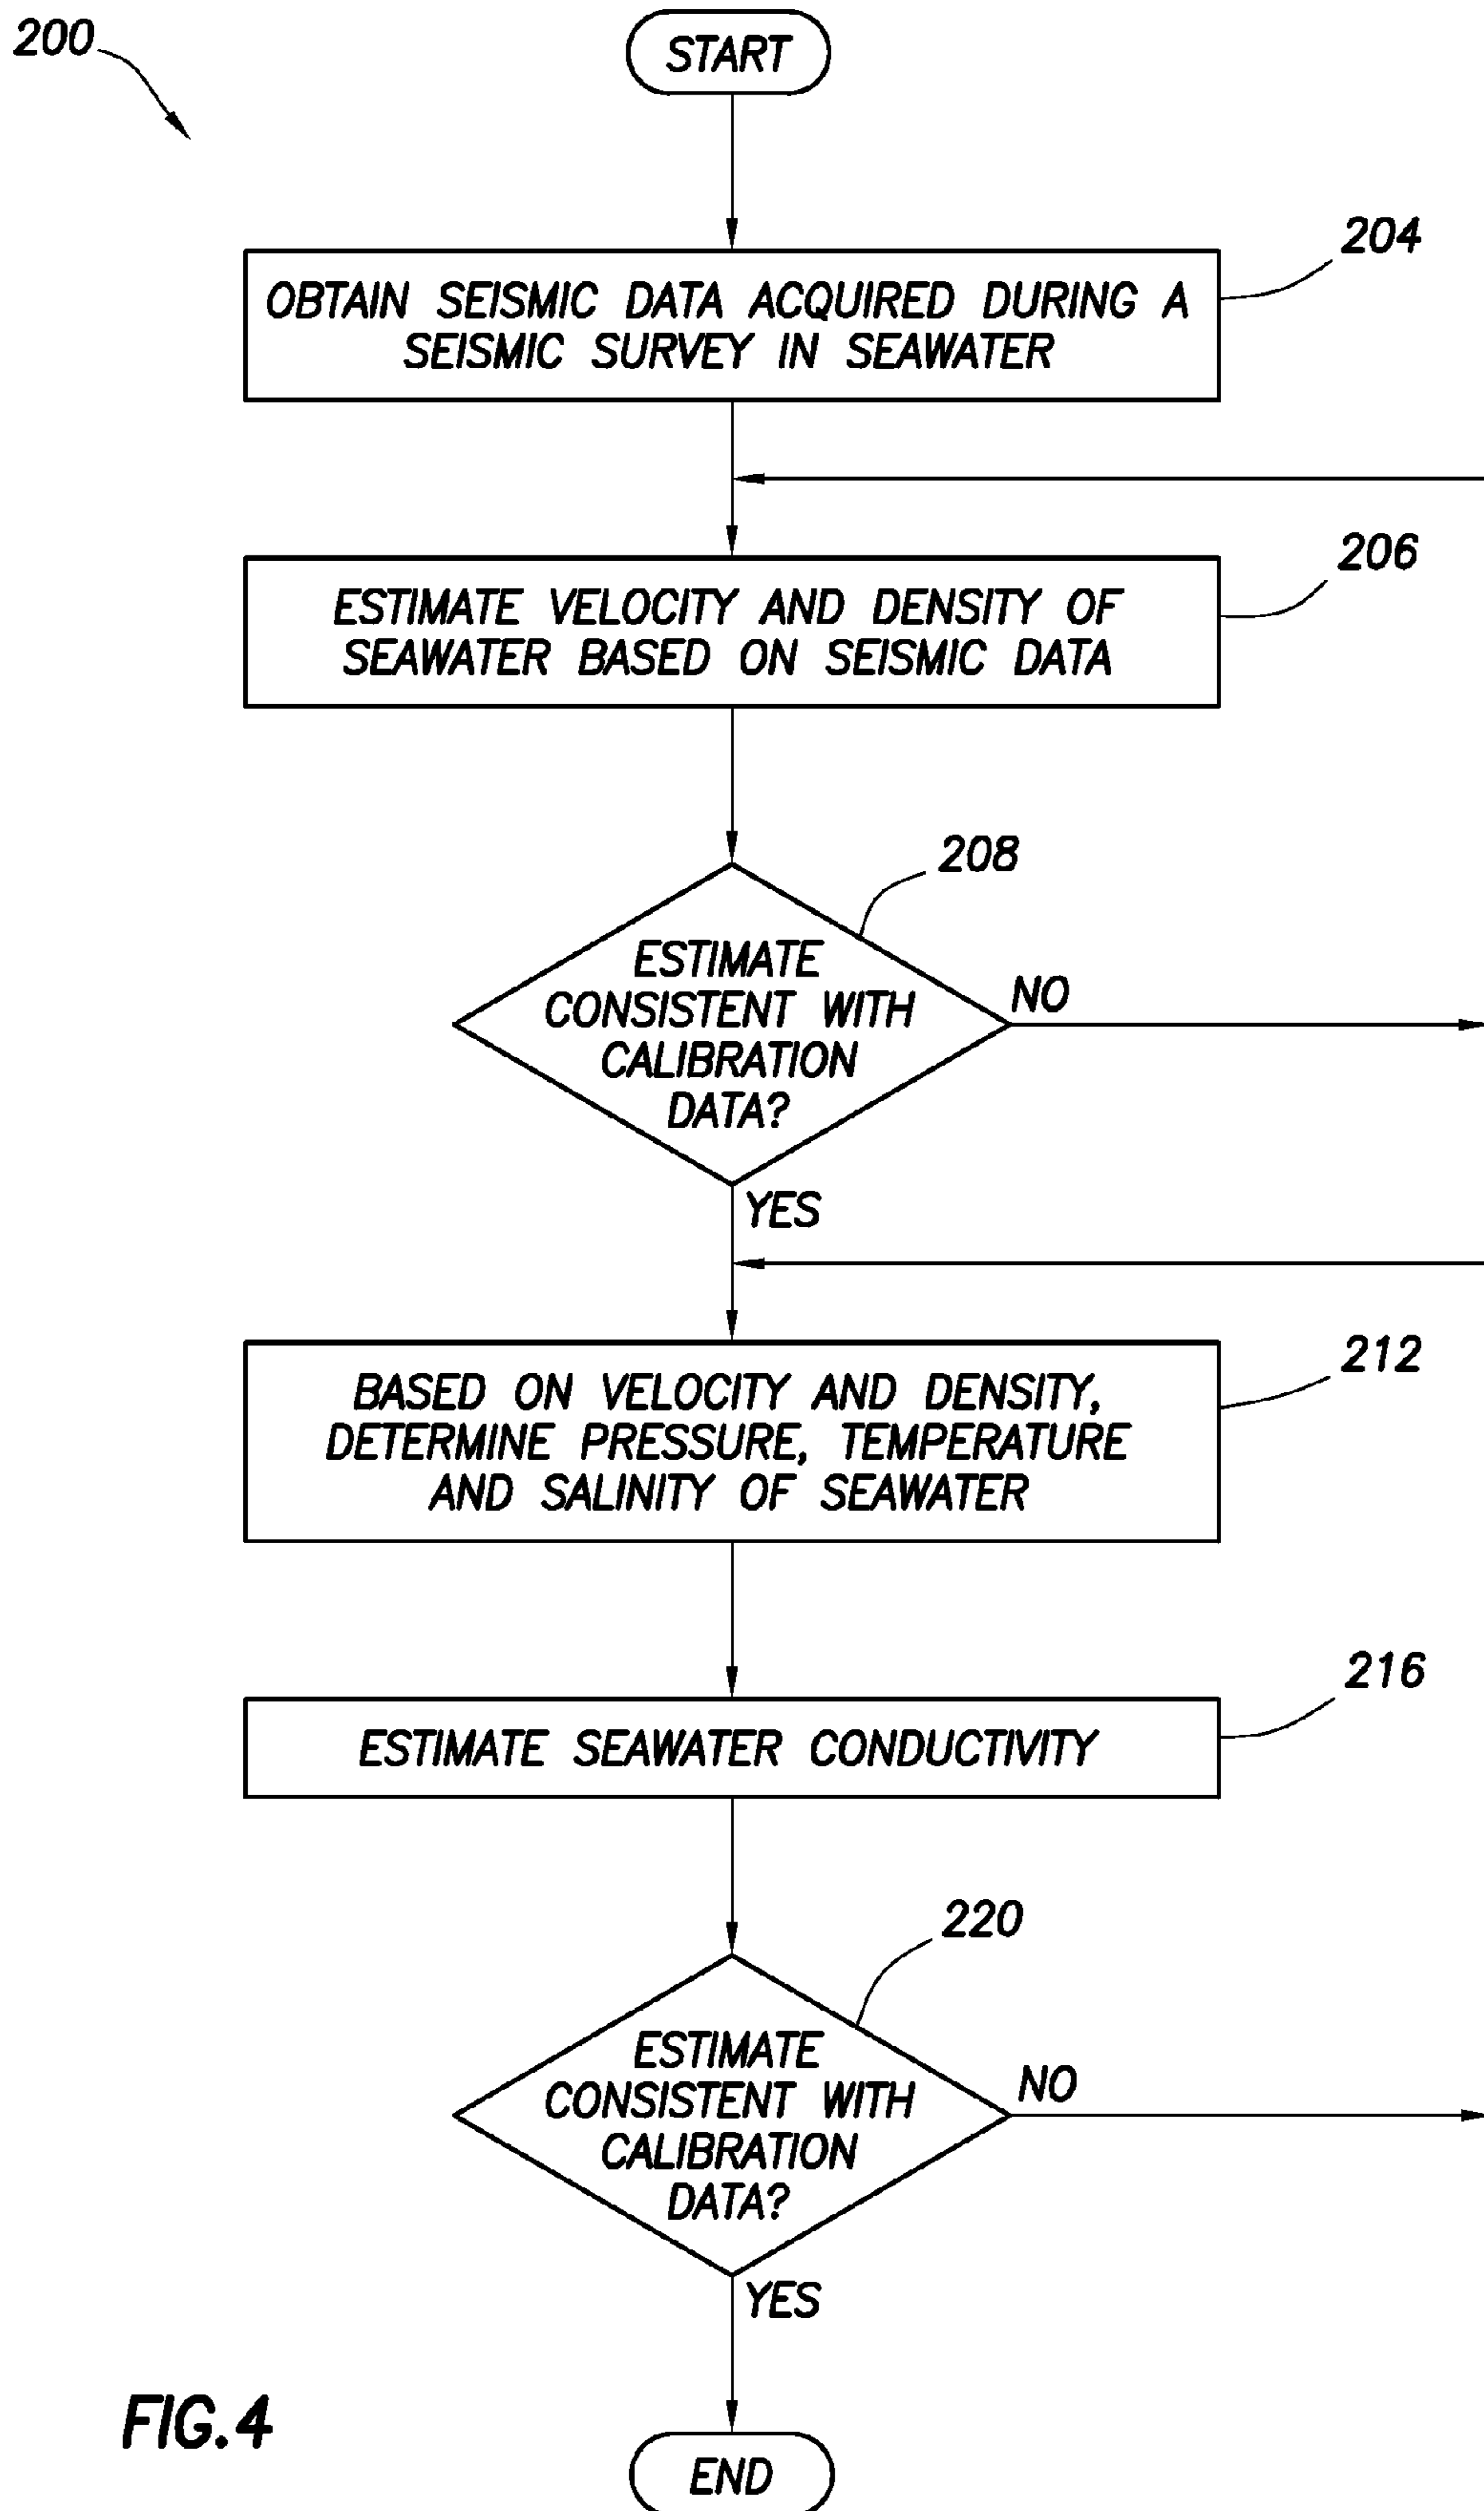 200
START
204
OBTAIN SEISMIC DATA ACQUIRED DURING A
SEISMIC SURVEY IN SEAWATER
206
ESTIMATE VELOCITY AND DENSITY OF
SEAWATER BASED ON SEISMIC DATA
208
ESTIMATE
CONSISTENT WITH
CALIBRATION
DATA?
NO
YES
212
BASED ON VELOCITY AND DENSITY,
DETERMINE PRESSURE, TEMPERATURE
AND SALINITY OF SEAWATER
216
ESTIMATE SEAWATER CONDUCTIVITY
220
ESTIMATE
CONSISTENT WITH
CALIBRATION
DATA?
NO
YES
FIG.4
END